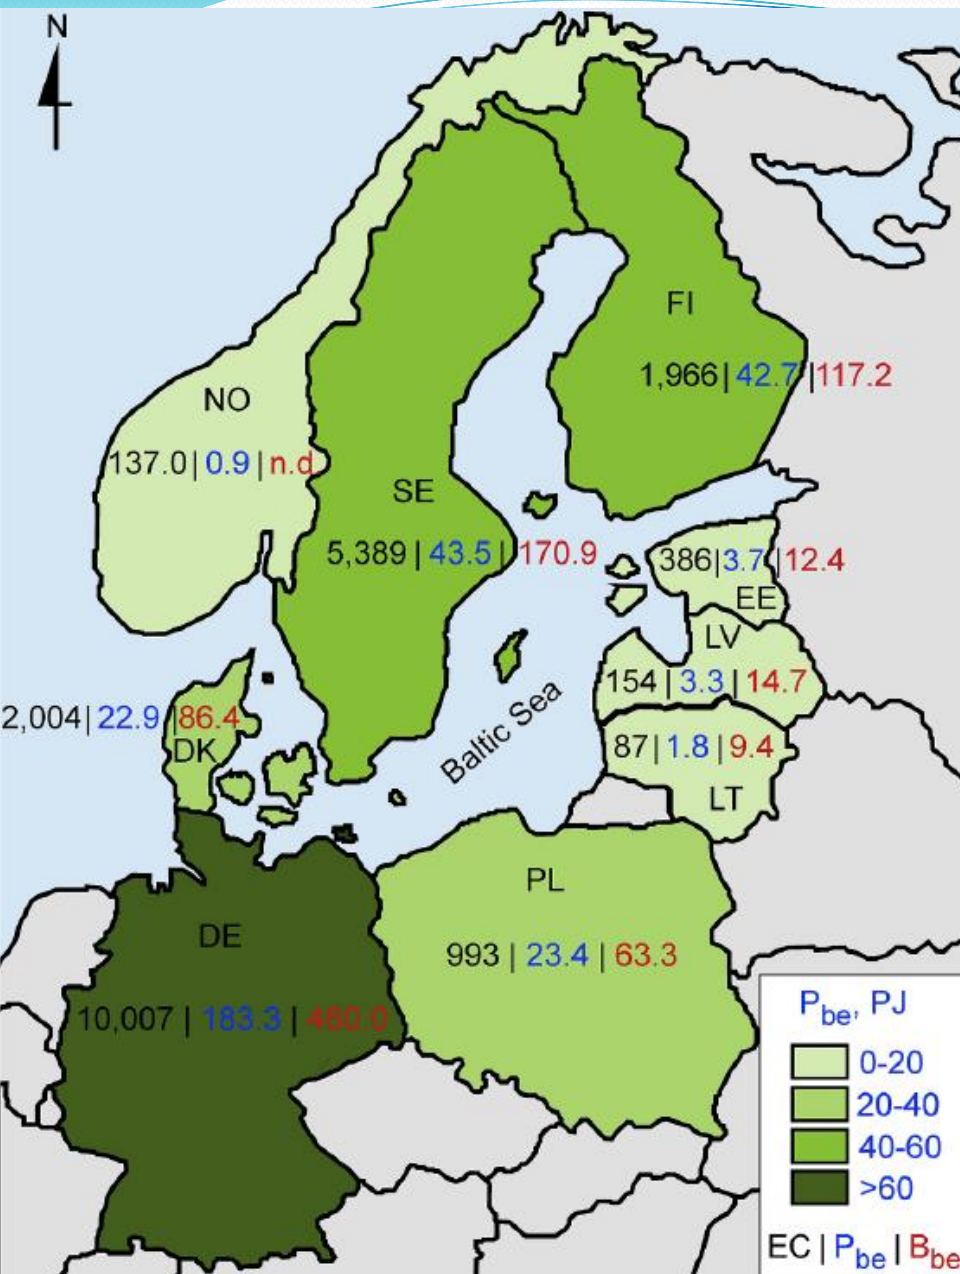 N
FI
1,966|42.7|117.2
NO
137.0|0.9|n.d
SE
5,389|43.5|170.9
386|3.7|12.4
EE
LV
154|3.3|14.7
2,004|22.9|86.4
DK
Baltic Sea
87|1.8|9.4
LT
PL
993|23.4|63.3
DE
10,007|183.3|480.0
Pbe, PJ
0-20
20-40
40-60
>60
EC|Pbe|Bbe